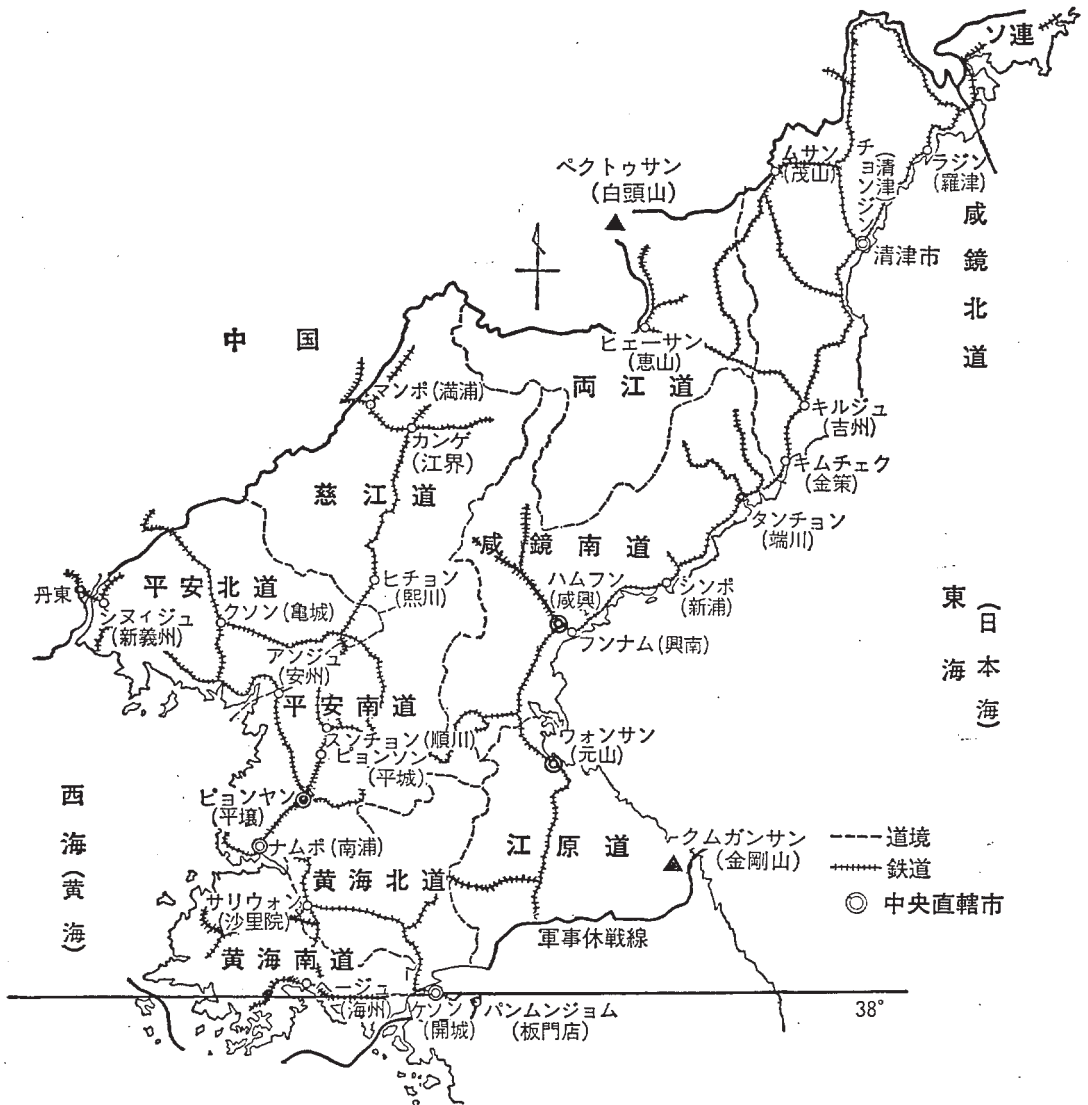 ソ連
ペクトゥサン
(白頭山)
ムサン
(茂山)
チョンジン
(清津)
ラジン
(羅津)
咸鏡北道
清津市
中国
ヒェーサン
(恵山)
両江道
マンポ(満浦)
カンゲ
(江界)
キルジュ
(吉州)
キムチェク
(金策)
慈江道
タンチョン
(端川)
咸鏡南道
ヒチョン
(熙川)
ハムフン
(咸興)
シンポ
(新浦)
平安北道
丹東
シヌィジュ
(新義州)
クソン(亀城)
フンナム(興南)
東海
(日本海)
アンジュ
(安州)
平安南道
スンチョン(順川)
ピョンソン
(平城)
ウォンサン
(元山)
ピョンヤン
(平壌)
西海(黄海)
ナムポ(南浦)
江原道
クムガンサン
(金剛山)
道境
鉄道
中央直轄市
黄海北道
サリウォン
(沙里院)
軍事休戦線
黄海南道
ヘージュ
(海州)
ケソン
(開城)
パンムンジョム
(板門店)
38°